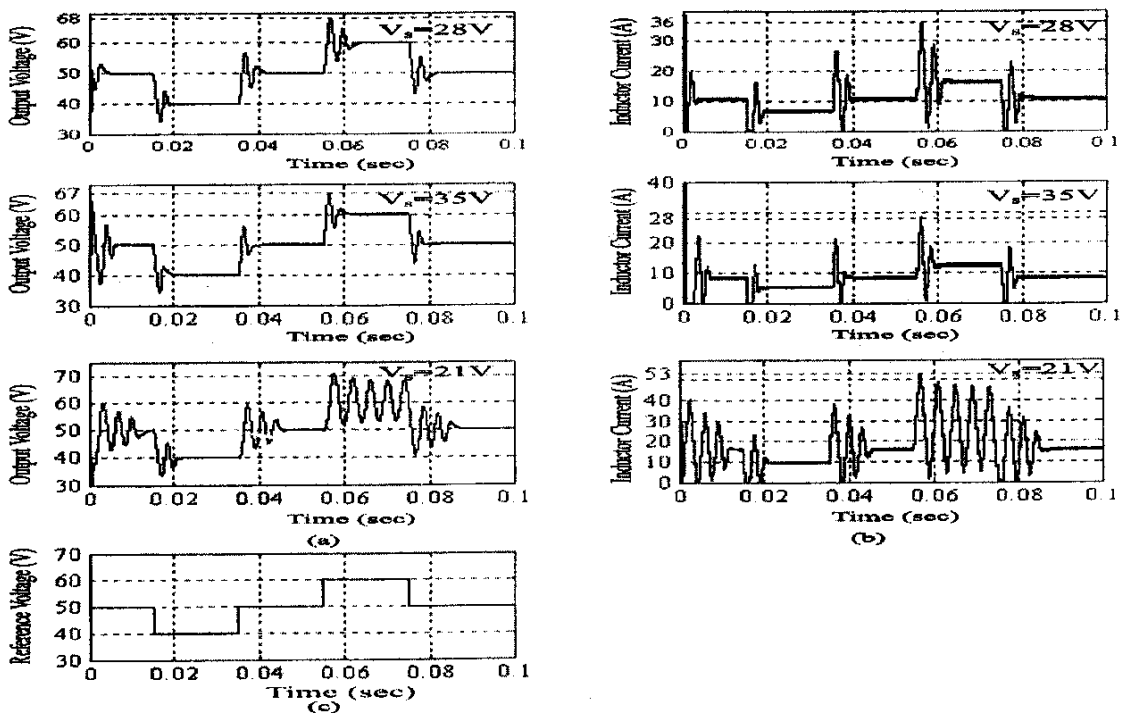 Output Voltage (V)
68
60
50
40
30
V_s=28V
0 0.02 0.04 0.06 0.08 0.1
Time (sec)
Inductor Current (A)
36
20
10
0
V_s=28V
0 0.02 0.04 0.06 0.08 0.1
Time (sec)
Output Voltage (V)
67
60
50
40
30
V_s=35V
0 0.02 0.04 0.06 0.08 0.1
Time (sec)
Inductor Current (A)
40
28
20
10
0
V_s=35V
0 0.02 0.04 0.06 0.08 0.1
Time (sec)
Output Voltage (V)
70
60
50
40
30
V_s=21V
0 0.02 0.04 0.06 0.08 0.1
Time (sec)
(a)
Inductor Current (A)
53
40
30
20
10
0
V_s=21V
0 0.02 0.04 0.06 0.08 0.1
Time (sec)
(b)
Reference Voltage (V)
70
60
50
40
30
0 0.02 0.04 0.06 0.08 0.1
Time (sec)
(c)